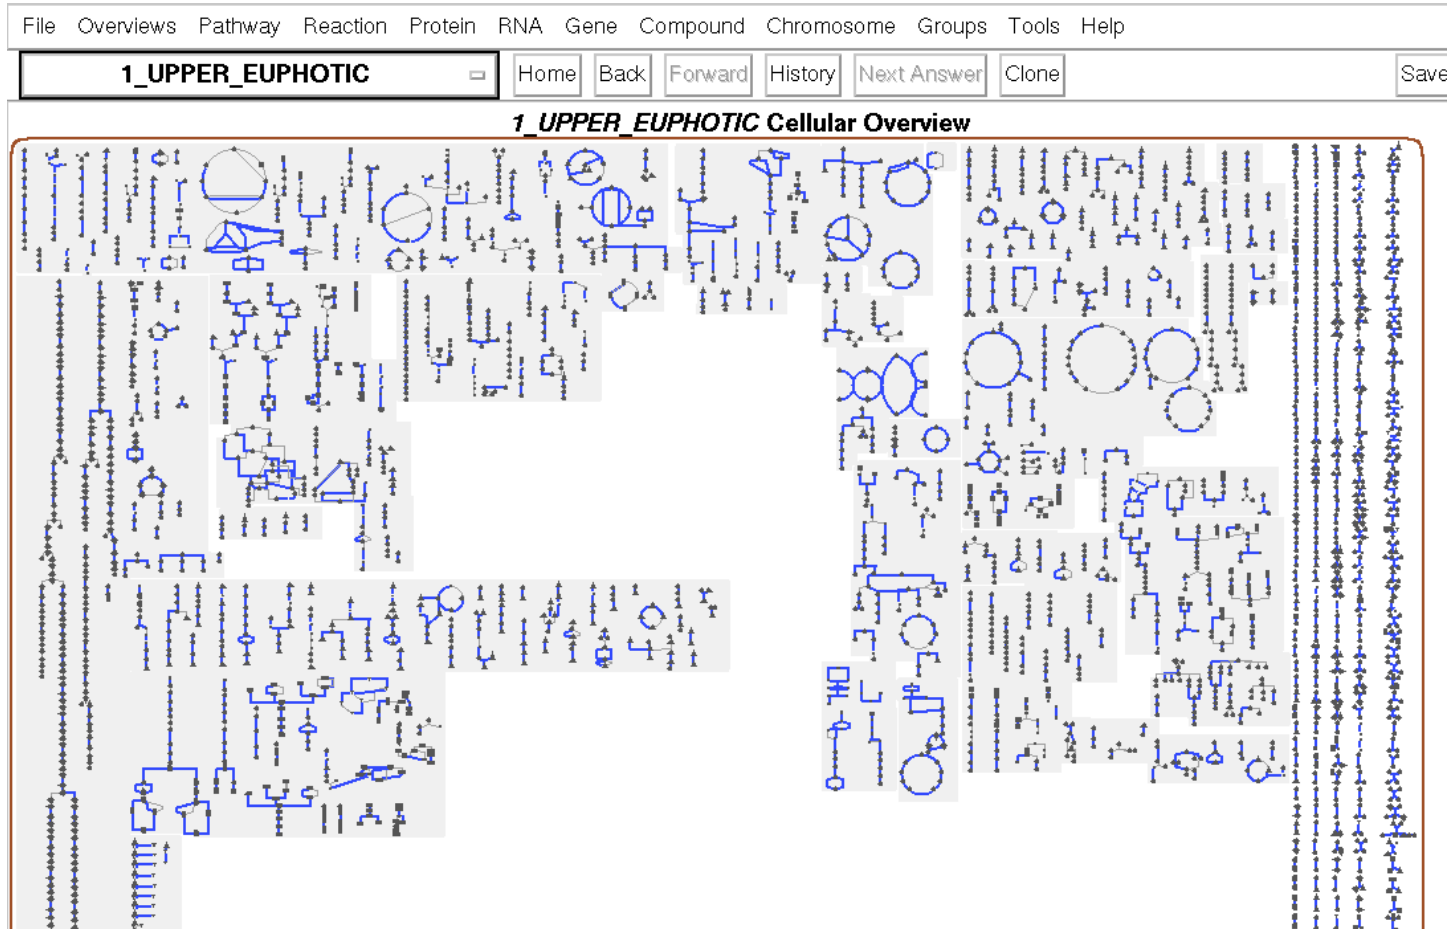 File Overviews Pathway Reaction Protein RNA Gene Compound Chromosome Groups Tools Help
1_UPPER_EUPHOTIC Home Back Forward History Next Answer Clone Save
1_UPPER_EUPHOTIC Cellular Overview